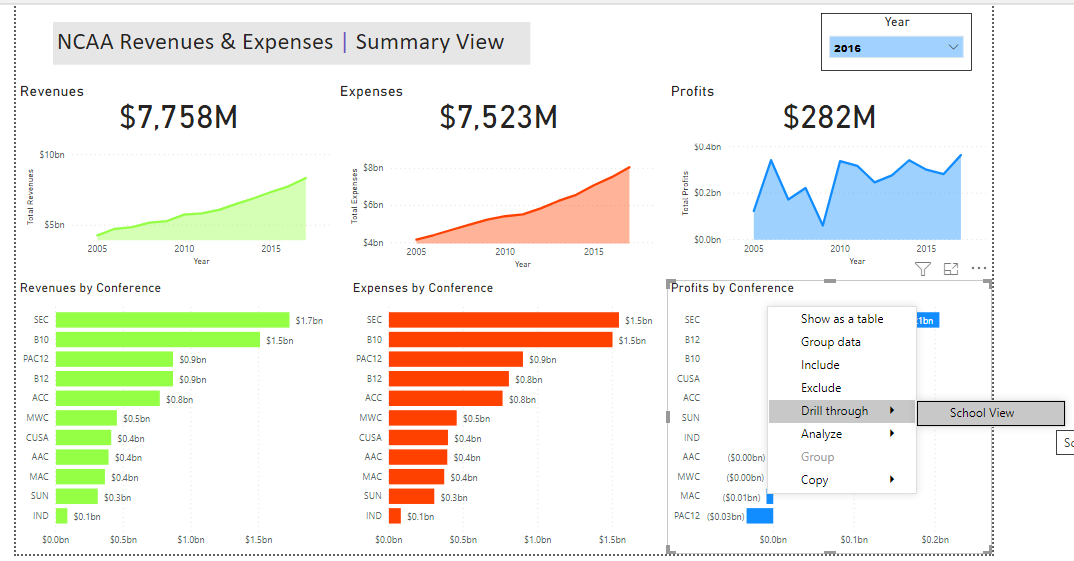 NCAA Revenues & Expenses | Summary View
Year
2016
Revenues
$7,758M
Expenses
$7,523M
Profits
$282M
Total Revenues
$10bn
$5bn
2005 2010 2015
Year
Total Expenses
$8bn
$6bn
$4bn
2005 2010 2015
Year
Total Profits
$0.4bn
$0.2bn
$0.0bn
2005 2010 2015
Year
Revenues by Conference
SEC $1.7bn
B10 $1.5bn
PAC12 $0.9bn
B12 $0.9bn
ACC $0.8bn
MWC $0.5bn
CUSA $0.4bn
AAC $0.4bn
MAC $0.4bn
SUN $0.3bn
IND $0.1bn
$0.0bn $0.5bn $1.0bn $1.5bn
Expenses by Conference
SEC $1.5bn
B10 $1.5bn
PAC12 $0.9bn
B12 $0.8bn
ACC $0.8bn
MWC $0.5bn
CUSA $0.4bn
AAC $0.4bn
MAC $0.4bn
SUN $0.3bn
IND $0.1bn
$0.0bn $0.5bn $1.0bn $1.5bn
Profits by Conference
SEC 1bn
B12
B10
CUSA
ACC
SUN
IND
AAC ($0.00bn)
MWC ($0.00bn)
MAC ($0.01bn)
PAC12 ($0.03bn)
$0.0bn $0.1bn $0.2bn
Show as a table
Group data
Include
Exclude
Drill through
Analyze
Group
Copy
School View